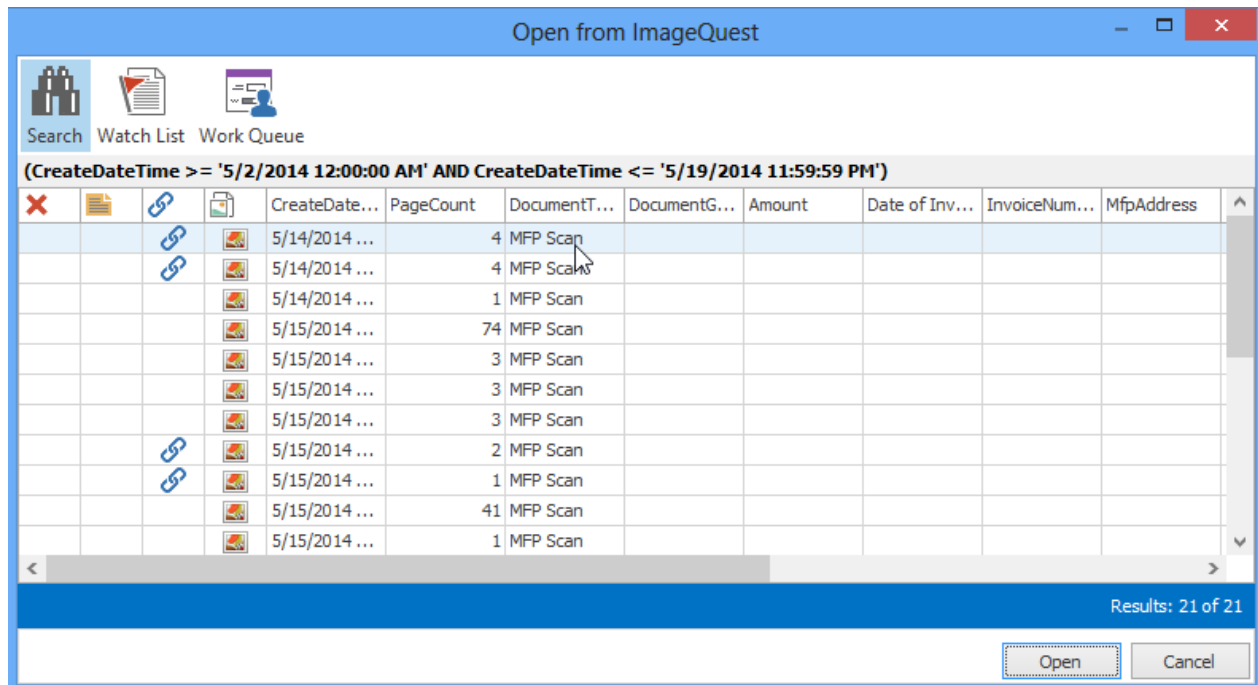 Open from ImageQuest
Search Watch List Work Queue
(CreateDateTime >= '5/2/2014 12:00:00 AM' AND CreateDateTime <= '5/19/2014 11:59:59 PM')
CreateDate... PageCount DocumentT... DocumentG... Amount Date of Inv... InvoiceNum... MfpAddress
5/14/2014 ... 4 MFP Scan
5/14/2014 ... 4 MFP Scan
5/14/2014 ... 1 MFP Scan
5/15/2014 ... 74 MFP Scan
5/15/2014 ... 3 MFP Scan
5/15/2014 ... 3 MFP Scan
5/15/2014 ... 3 MFP Scan
5/15/2014 ... 2 MFP Scan
5/15/2014 ... 1 MFP Scan
5/15/2014 ... 41 MFP Scan
5/15/2014 ... 1 MFP Scan
Results: 21 of 21
Open Cancel